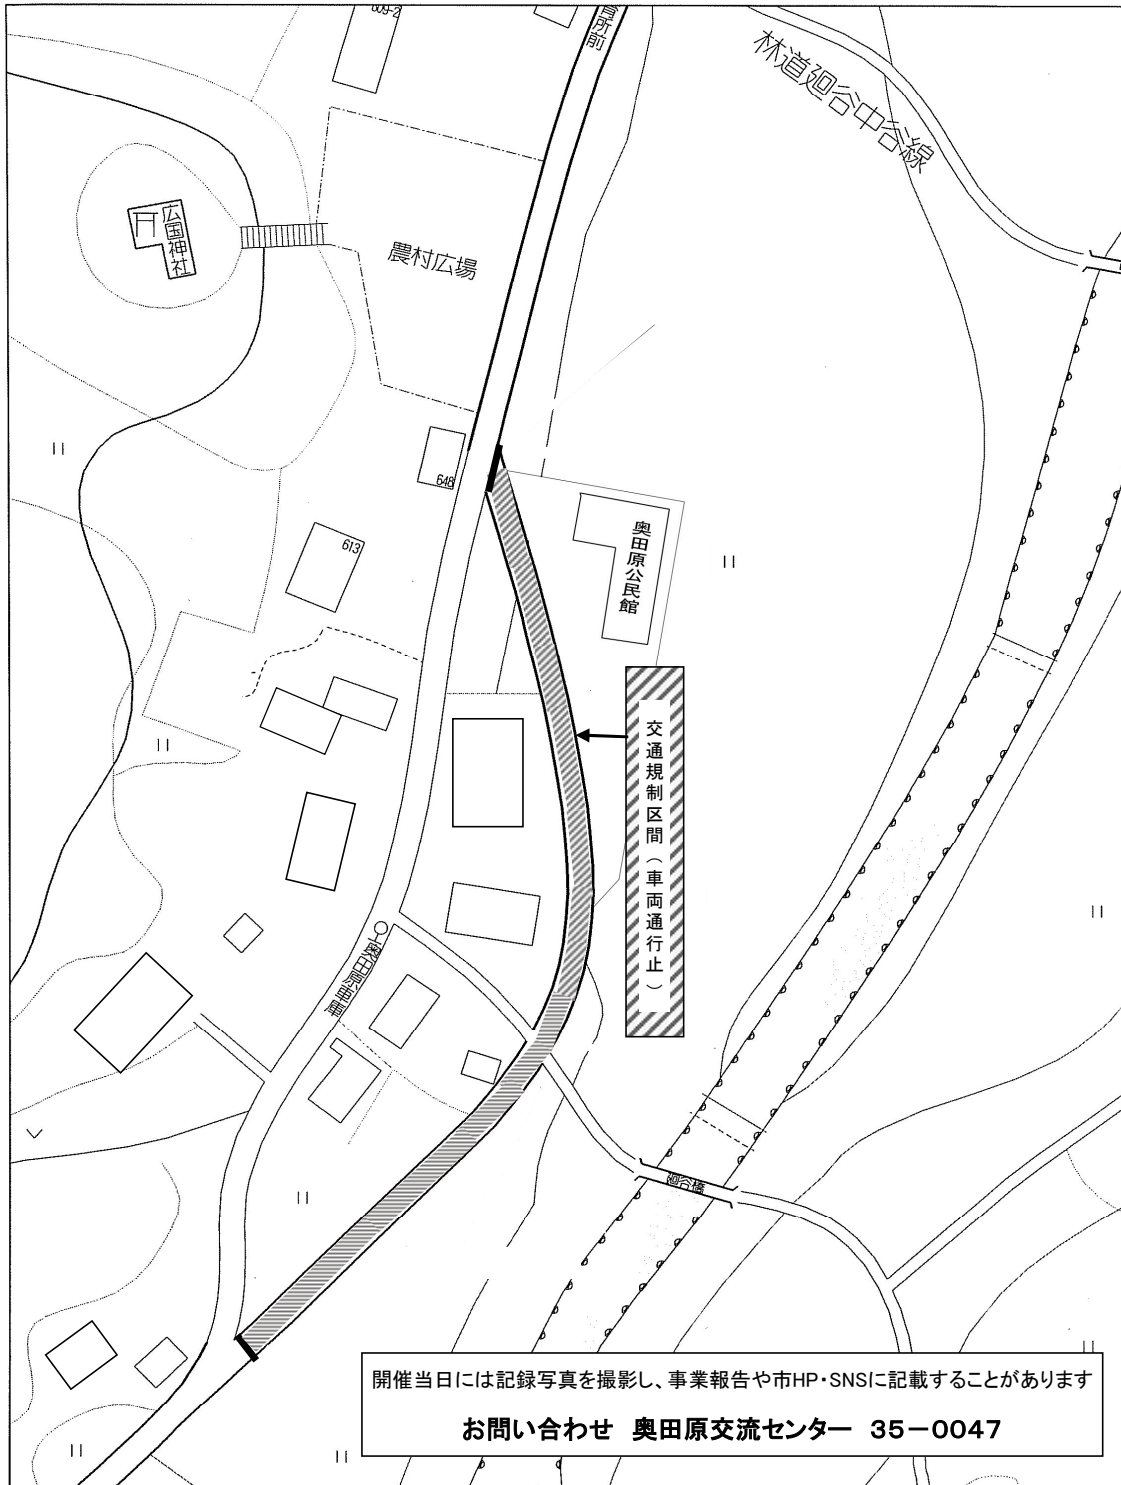 609-2
育所前
林道廻谷中谷線
広国神社
農村広場
648
613
奥田原公民館
交通規制区間（車両通行止）
奥田原車庫
廻谷橋
開催当日には記録写真を撮影し、事業報告や市HP・SNSに記載することがあります
お問い合わせ 奥田原交流センター 35－0047